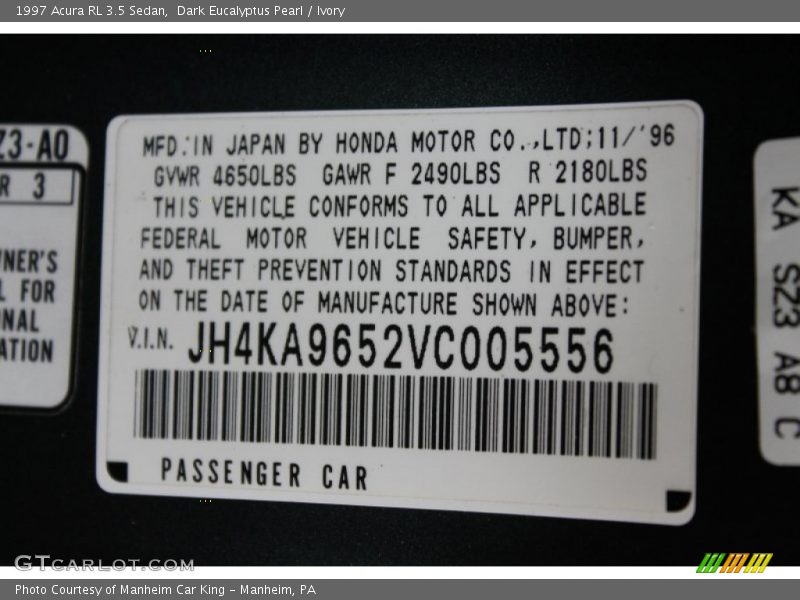 1997 Acura RL 3.5 Sedan, Dark Eucalyptus Pearl / Ivory
Z3-A0
R 3
NER'S
L FOR
NAL
ATION
MFD. IN JAPAN BY HONDA MOTOR CO., LTD; 11/'96
GVWR 4650LBS GAWR F 2490LBS R 2180LBS
THIS VEHICLE CONFORMS TO ALL APPLICABLE
FEDERAL MOTOR VEHICLE SAFETY, BUMPER,
AND THEFT PREVENTION STANDARDS IN EFFECT
ON THE DATE OF MANUFACTURE SHOWN ABOVE:
V.I.N. JH4KA9652VC005556
PASSENGER CAR
KA SZ3 A8 C
GTCARLOT.COM
Photo Courtesy of Manheim Car King - Manheim, PA